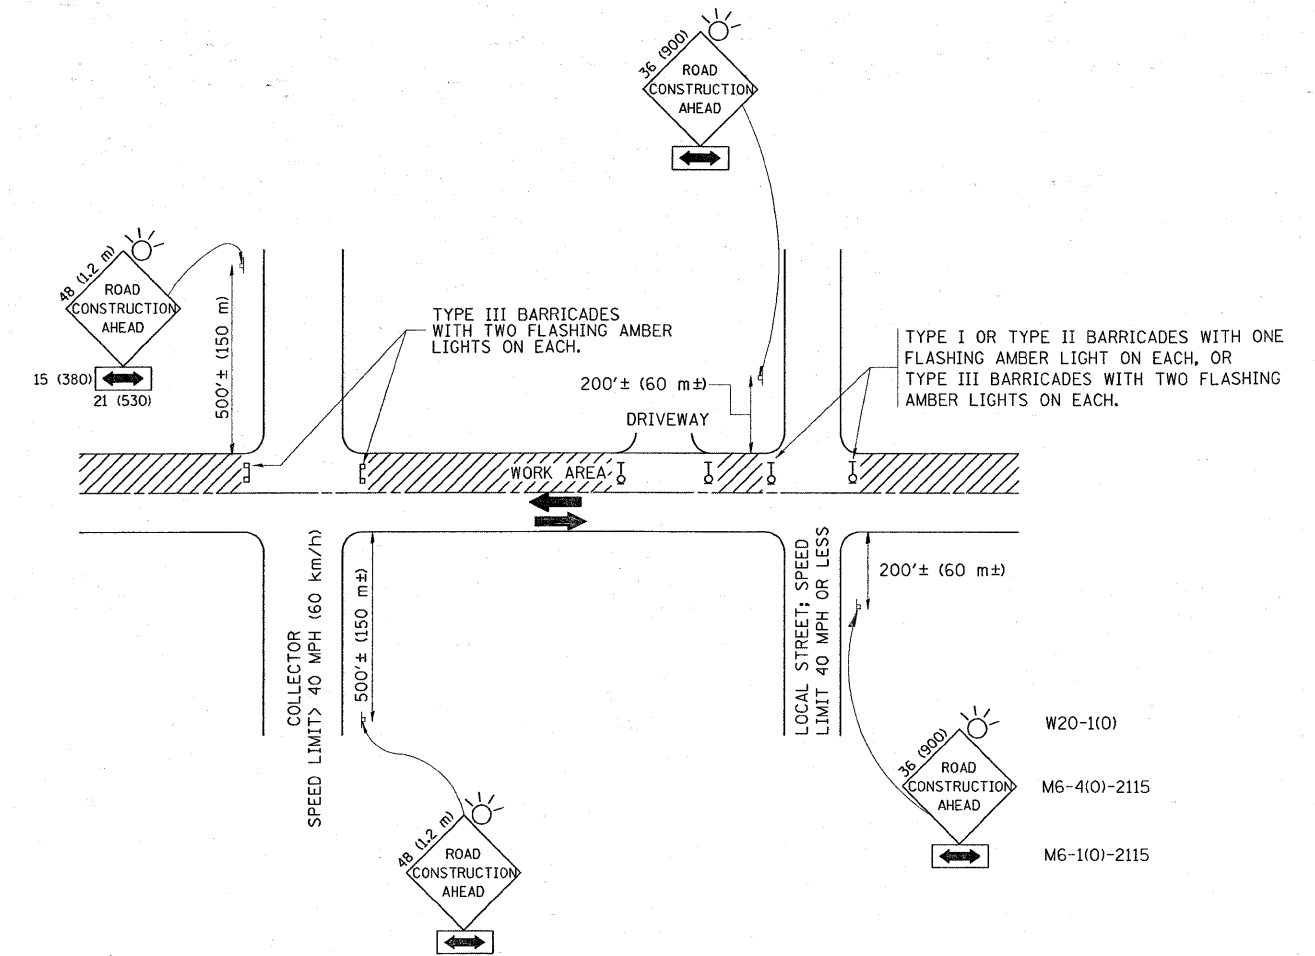 36 (900)
ROAD
CONSTRUCTION
AHEAD
48 (1.2 m)
ROAD
CONSTRUCTION
AHEAD
15 (380)
21 (530)
500'± (150 m)
TYPE III BARRICADES
WITH TWO FLASHING AMBER
LIGHTS ON EACH.
200'± (60 m±)
DRIVEWAY
TYPE I OR TYPE II BARRICADES WITH ONE
FLASHING AMBER LIGHT ON EACH, OR
TYPE III BARRICADES WITH TWO FLASHING
AMBER LIGHTS ON EACH.
WORK AREA
COLLECTOR
SPEED LIMIT> 40 MPH (60 km/h)
500'± (150 m±)
LOCAL STREET; SPEED
LIMIT 40 MPH OR LESS
200'± (60 m±)
48 (1.2 m)
ROAD
CONSTRUCTION
AHEAD
36 (900)
ROAD
CONSTRUCTION
AHEAD
W20-1(O)
M6-4(O)-2115
M6-1(O)-2115